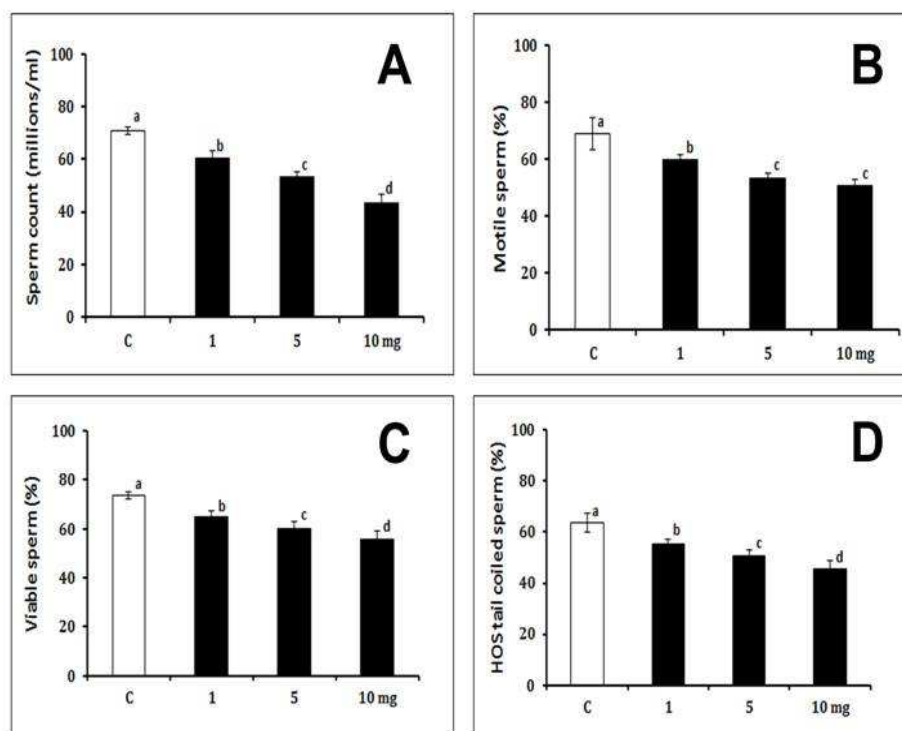 A
Sperm count (millions/ml)
100
80
60
40
20
0
a
b
c
d
C 1 5 10 mg
B
Motile sperm (%)
100
80
60
40
20
0
a
b
c
c
C 1 5 10 mg
C
Viable sperm (%)
100
80
60
40
20
0
a
b
c
d
C 1 5 10 mg
D
HOS tail coiled sperm (%)
100
80
60
40
20
0
a
b
c
d
C 1 5 10 mg